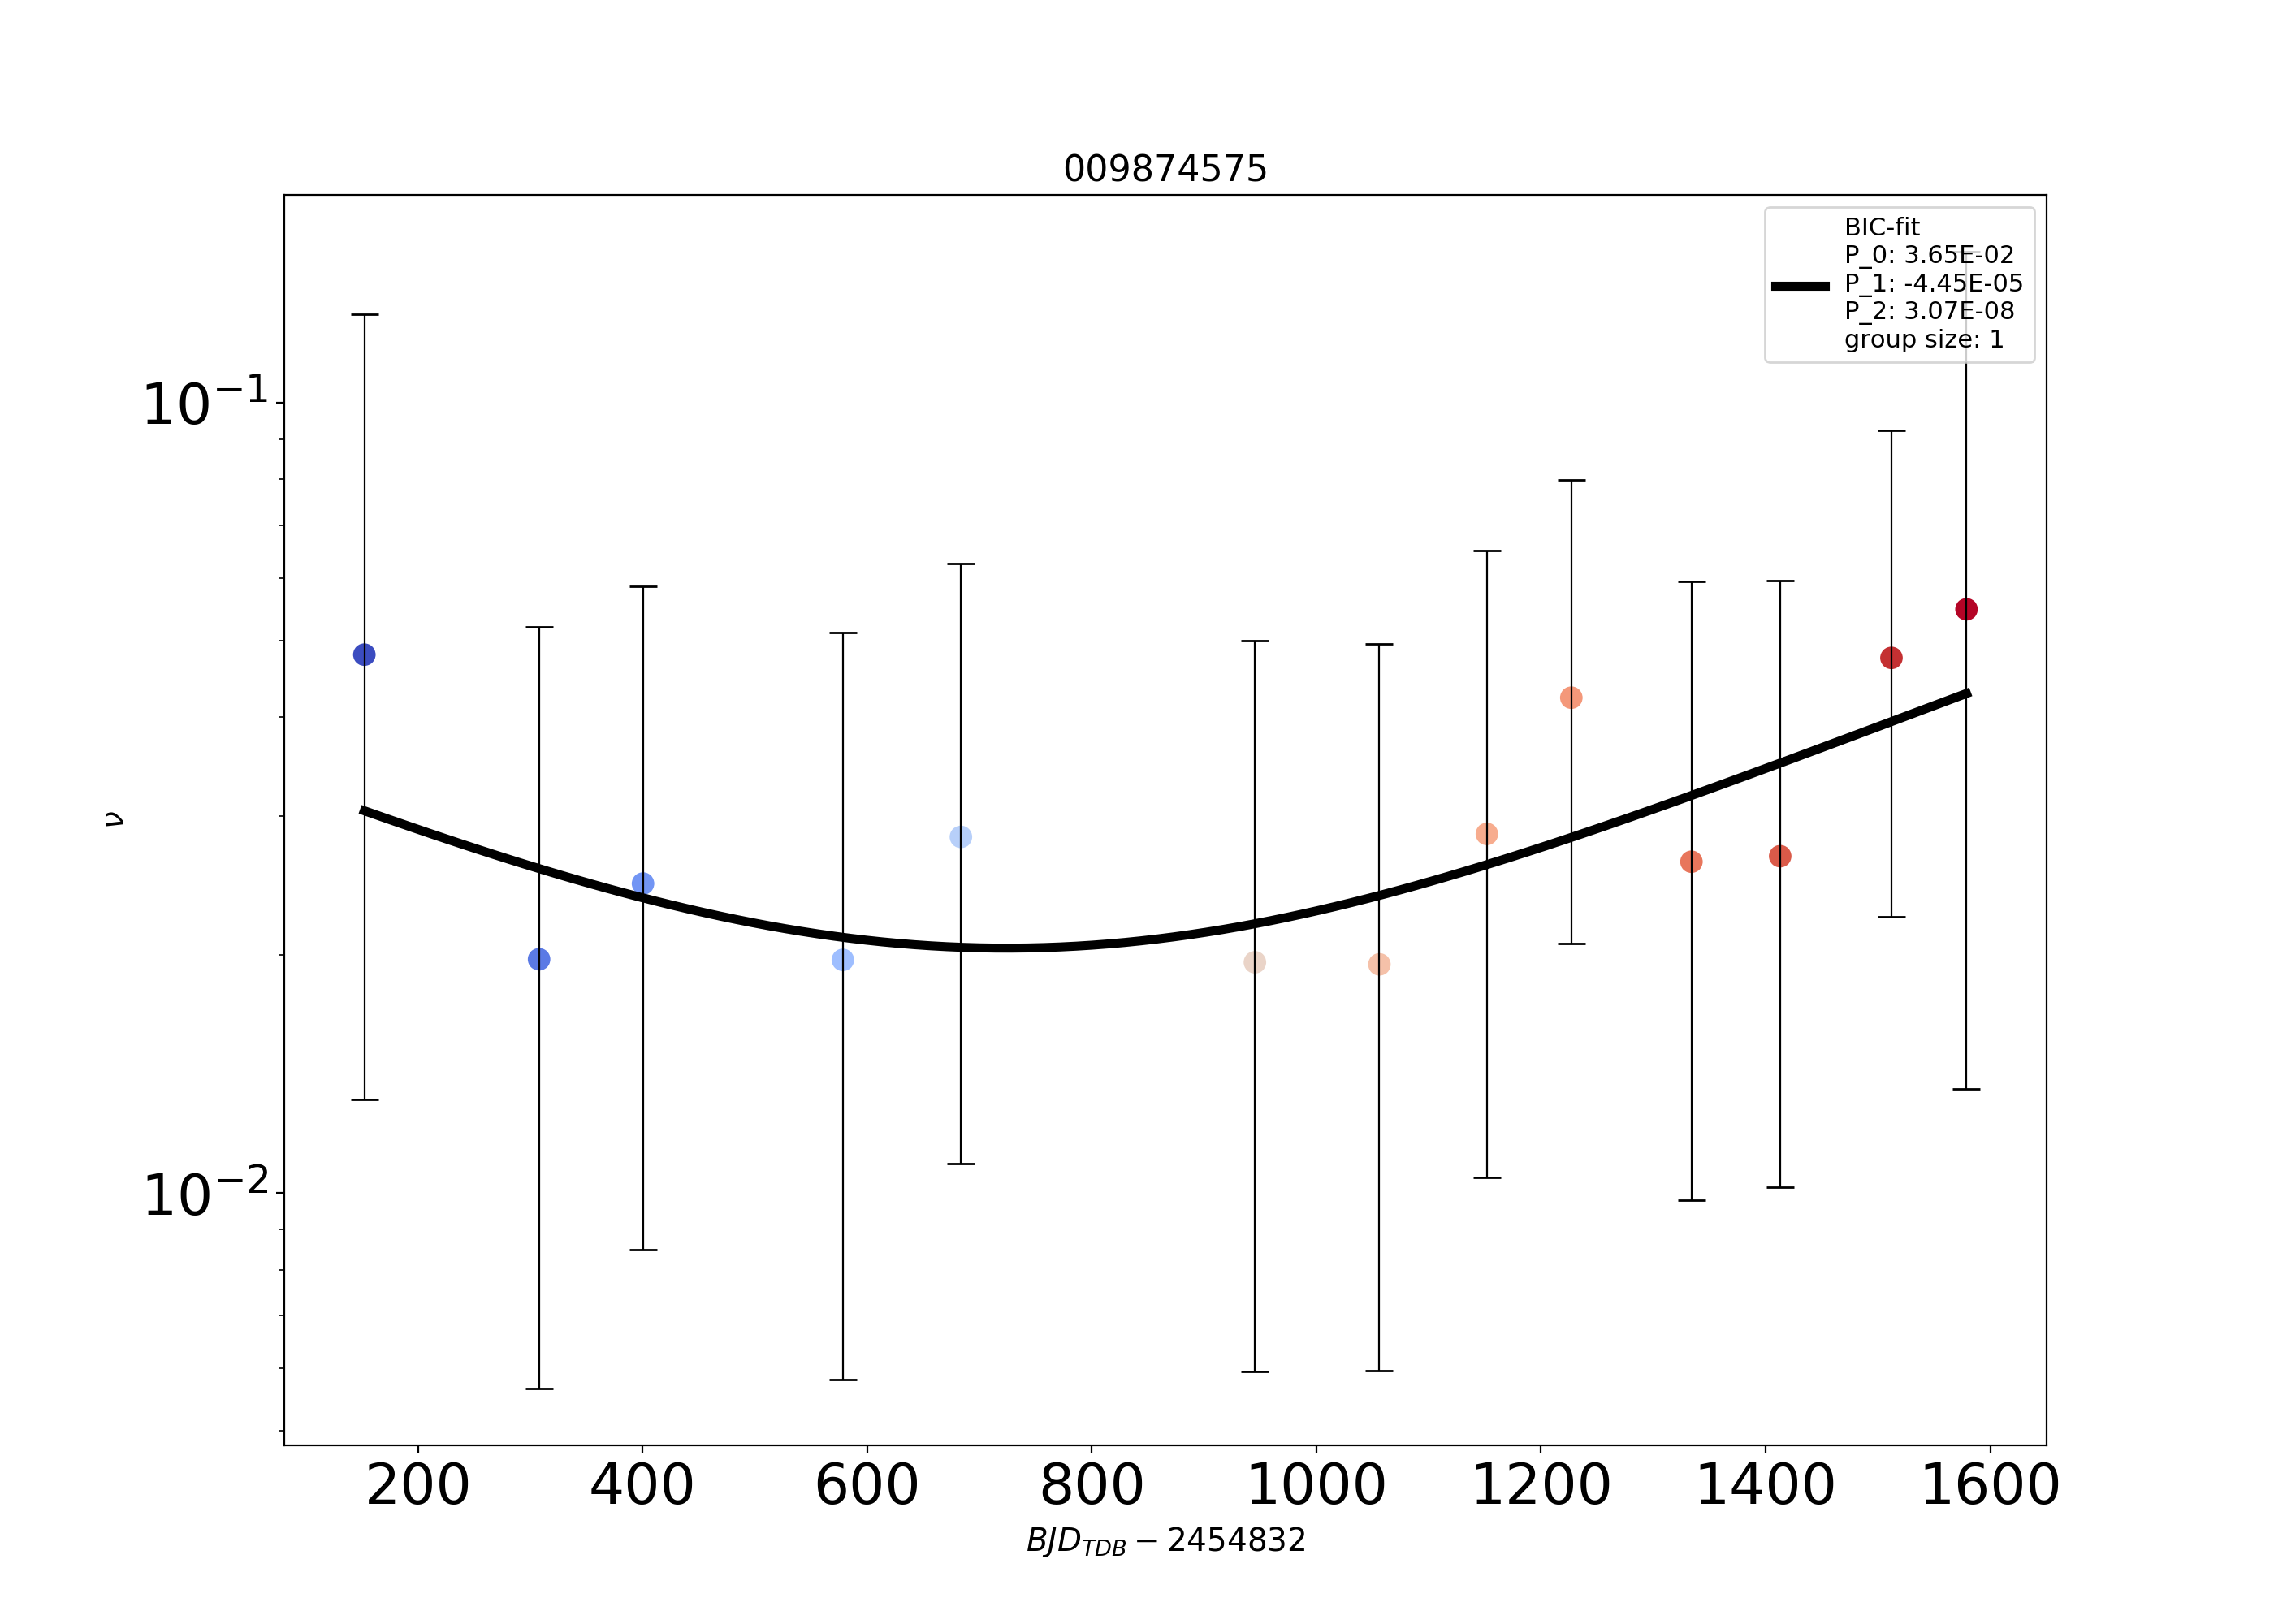 009874575
BIC-fit
P_0: 3.65E-02
P_1: -4.45E-05
P_2: 3.07E-08
group size: 1
10⁻¹
10⁻²
ν
200 400 600 800 1000 1200 1400 1600
BJD_TDB − 2454832